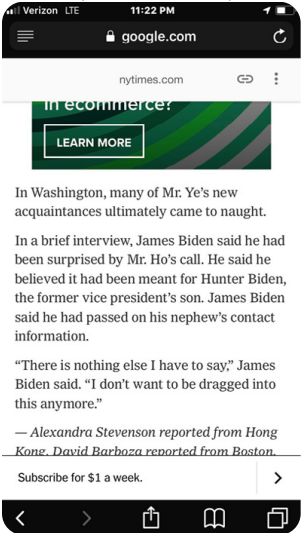 Verizon LTE 11:22 PM
google.com
nytimes.com
in ecommerce?
LEARN MORE
In Washington, many of Mr. Ye's new
acquaintances ultimately came to naught.
In a brief interview, James Biden said he had
been surprised by Mr. Ho's call. He said he
believed it had been meant for Hunter Biden,
the former vice president's son. James Biden
said he had passed on his nephew's contact
information.
“There is nothing else I have to say,” James
Biden said. “I don't want to be dragged into
this anymore.”
— Alexandra Stevenson reported from Hong
Kong, David Barboza reported from Boston,
Subscribe for $1 a week.